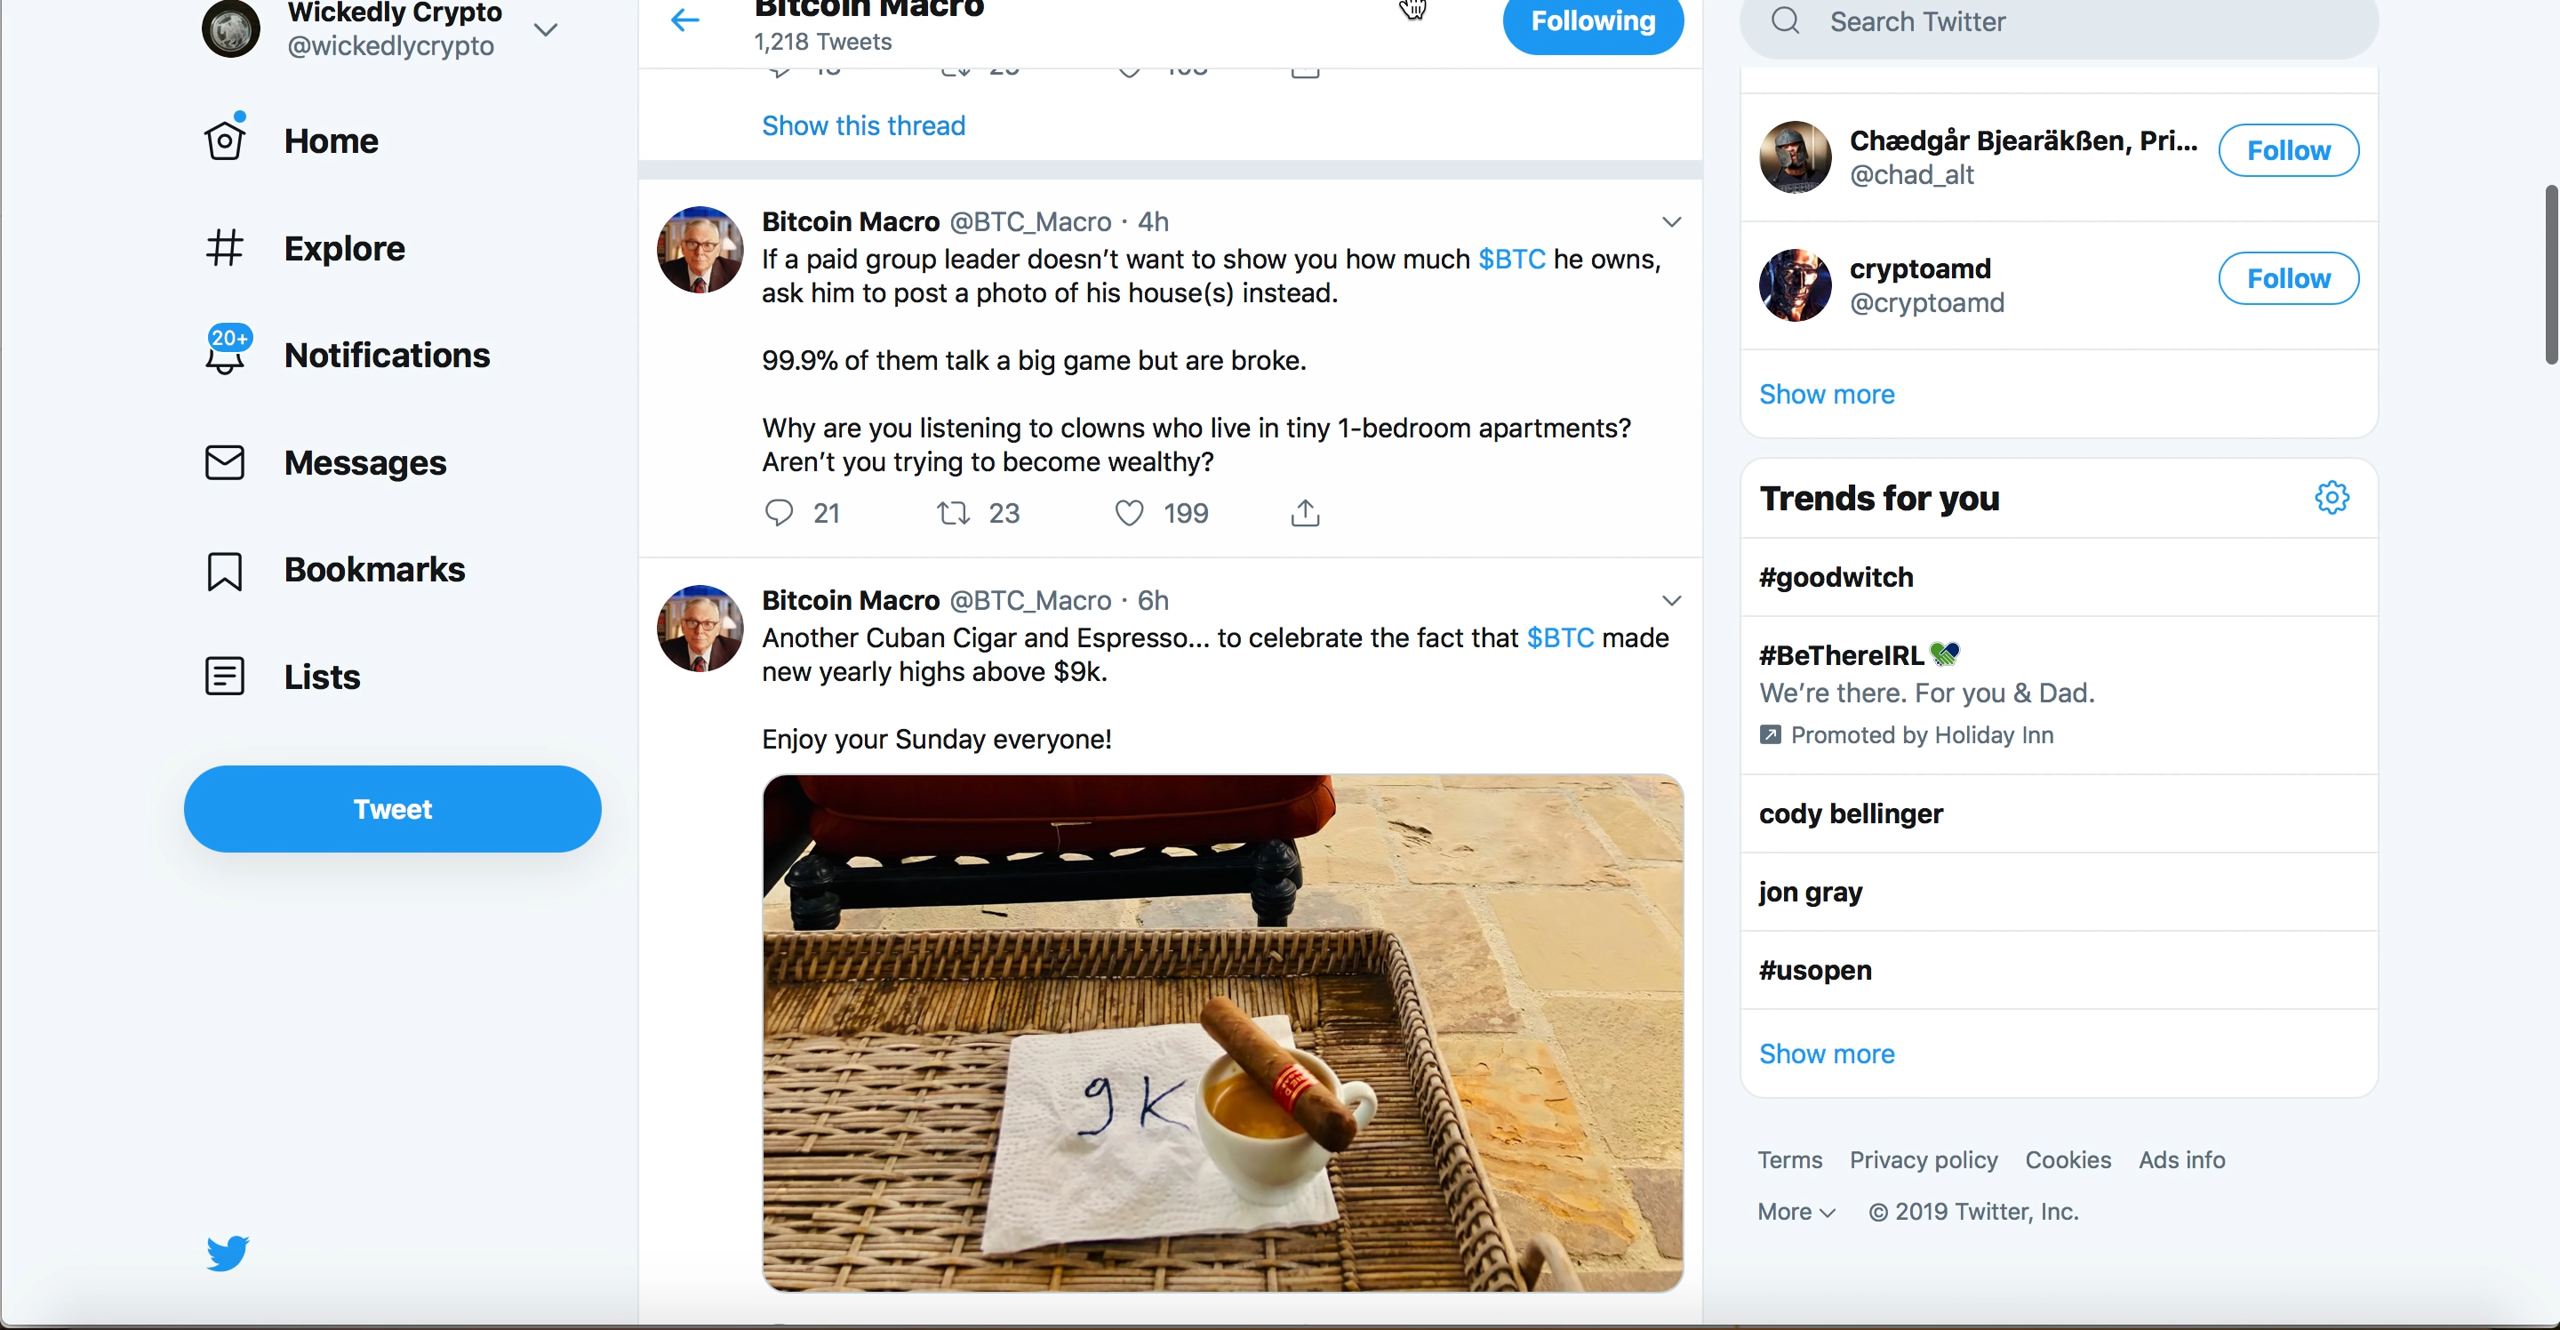 Wickedly Crypto
@wickedlycrypto
Home
Explore
20+
Notifications
Messages
Bookmarks
Lists
Tweet
Bitcoin Macro
1,218 Tweets
Following
Show this thread
Bitcoin Macro @BTC_Macro · 4h
If a paid group leader doesn't want to show you how much $BTC he owns,
ask him to post a photo of his house(s) instead.
99.9% of them talk a big game but are broke.
Why are you listening to clowns who live in tiny 1-bedroom apartments?
Aren't you trying to become wealthy?
21 23 199
Bitcoin Macro @BTC_Macro · 6h
Another Cuban Cigar and Espresso... to celebrate the fact that $BTC made
new yearly highs above $9k.
Enjoy your Sunday everyone!
9K
Search Twitter
Chædgår Bjearäkßen, Pri...
@chad_alt
Follow
cryptoamd
@cryptoamd
Follow
Show more
Trends for you
#goodwitch
#BeThereIRL
We're there. For you & Dad.
Promoted by Holiday Inn
cody bellinger
jon gray
#usopen
Show more
Terms Privacy policy Cookies Ads info
More © 2019 Twitter, Inc.